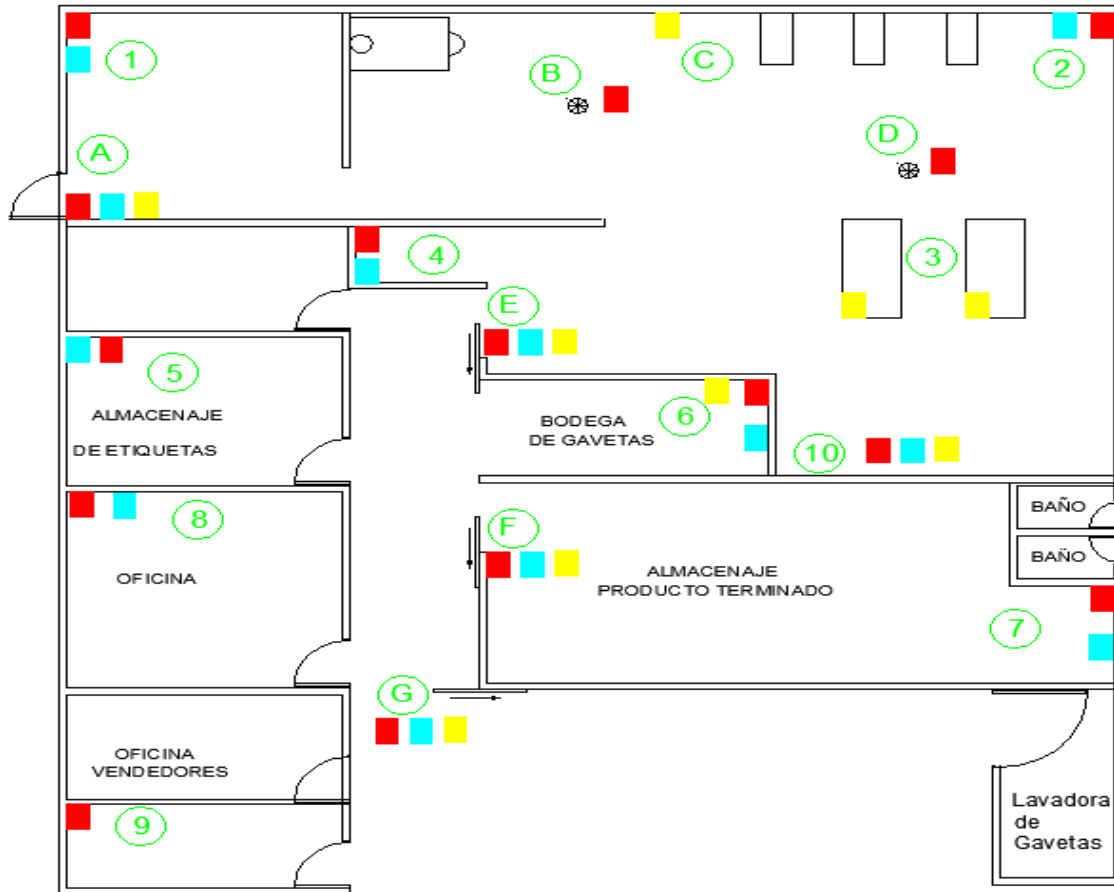 1
A
B
C
2
D
3
4
E
5
ALMACENAJE
DE ETIQUETAS
BODEGA
DE GAVETAS
6
10
8
OFICINA
F
ALMACENAJE
PRODUCTO TERMINADO
BAÑO
BAÑO
7
G
OFICINA
VENDEDORES
9
Lavadora
de
Gavetas